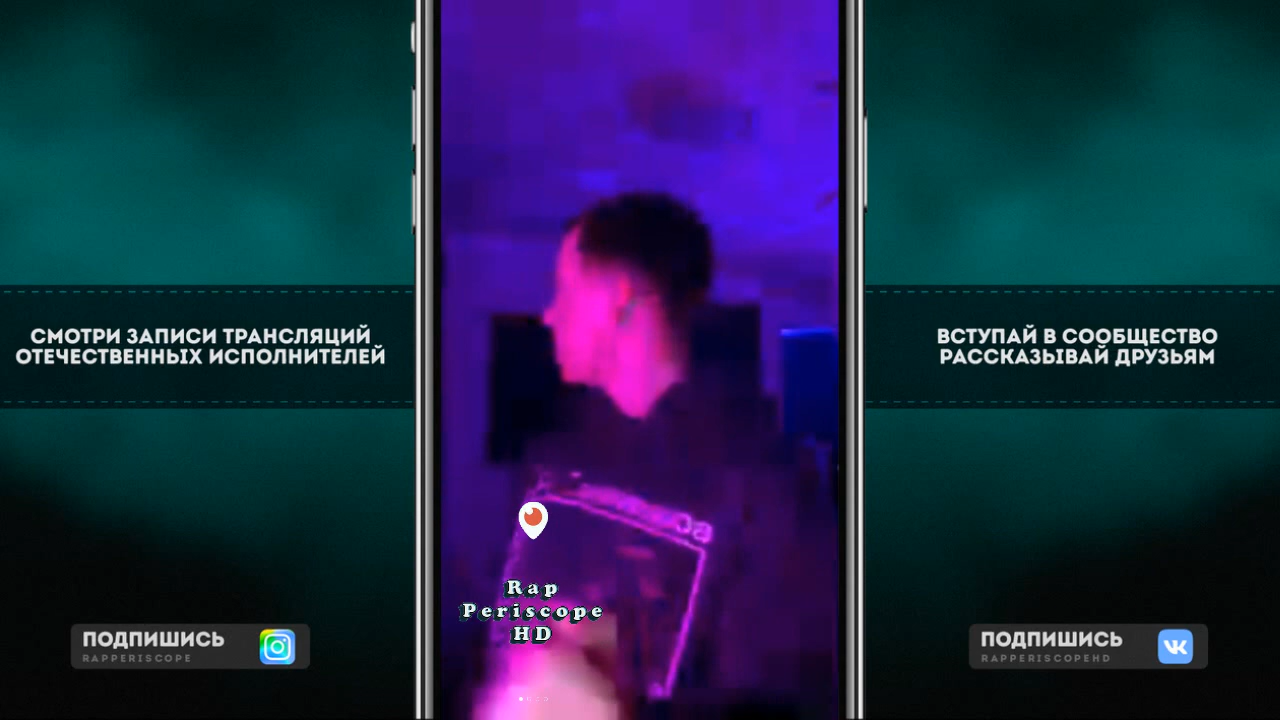 СМОТРИ ЗАПИСИ ТРАНСЛЯЦИЙ
ОТЕЧЕСТВЕННЫХ ИСПОЛНИТЕЛЕЙ
ВСТУПАЙ В СООБЩЕСТВО
РАССКАЗЫВАЙ ДРУЗЬЯМ
Rap
Periscope
HD
ПОДПИШИСЬ
RAPPERISCOPE
ПОДПИШИСЬ
RAPPERISCOPEHD